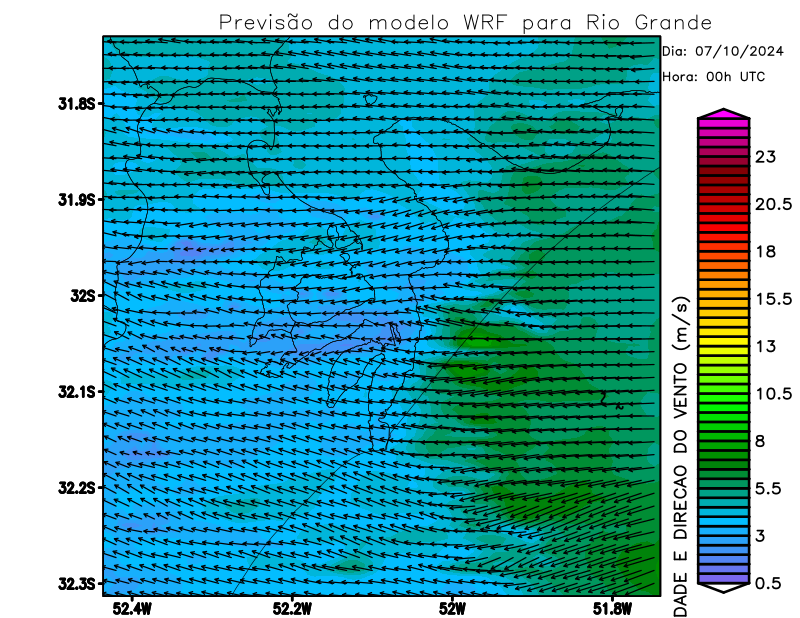 Previsão do modelo WRF para Rio Grande
Dia: 07/10/2024
Hora: 00h UTC
31.8S
31.9S
32S
32.1S
32.2S
32.3S
52.4W
52.2W
52W
51.8W
23
20.5
18
15.5
13
10.5
8
5.5
3
0.5
DADE E DIRECAO DO VENTO (m/s)